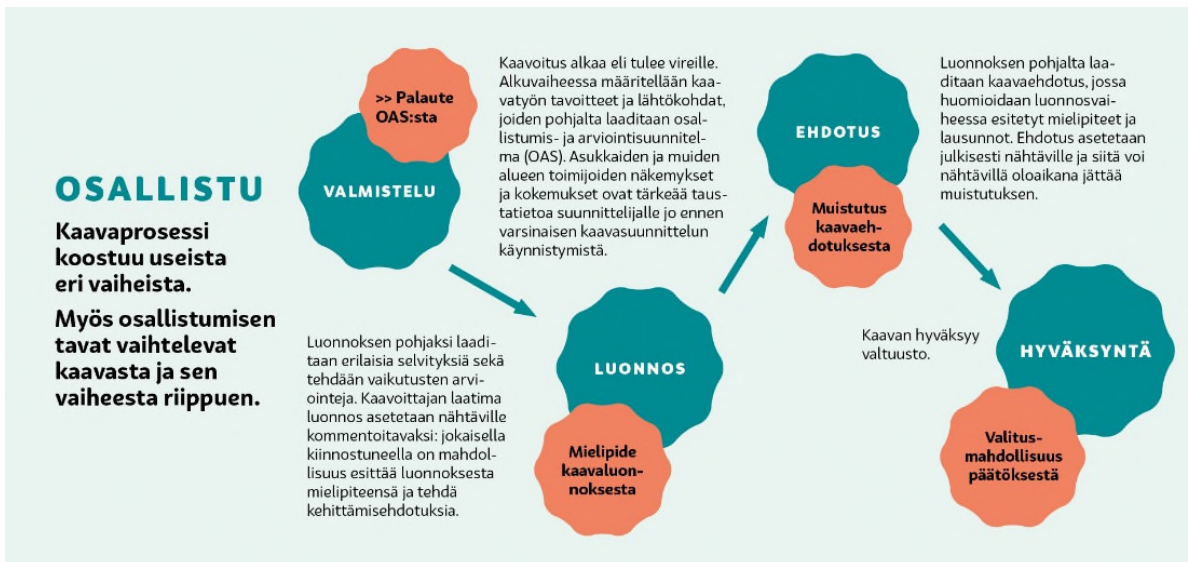 OSALLISTU
Kaavaprosessi
koostuu useista
eri vaiheista.
Myös osallistumisen
tavat vaihtelevat
kaavasta ja sen
vaiheesta riippuen.
>> Palaute
OAS:sta
VALMISTELU
Kaavoitus alkaa eli tulee vireille.
Alkuvaiheessa määritellään kaa-
vatyön tavoitteet ja lähtökohdat,
joiden pohjalta laaditaan osal-
listumis- ja arviointisuunnitel-
ma (OAS). Asukkaiden ja muiden
alueen toimijoiden näkemykset
ja kokemukset ovat tärkeää taus-
tatietoa suunnittelijalle jo ennen
varsinaisen kaavasuunnittelun
käynnistymistä.
Luonnoksen pohjaksi laadi-
taan erilaisia selvityksiä sekä
tehdään vaikutusten arvi-
ointeja. Kaavoittajan laatima
luonnos asetetaan nähtäville
kommentoitavaksi: jokaisella
kiinnostuneella on mahdol-
lisuus esittää luonnoksesta
mielipiteensä ja tehdä
kehittämisehdotuksia.
LUONNOS
Mielipide
kaavaluon-
noksesta
EHDOTUS
Muistutus
kaavaeh-
dotuksesta
Luonnoksen pohjalta laa-
ditaan kaavaehdotus, jossa
huomioidaan luonnosvai-
heessa esitetyt mielipiteet ja
lausunnot. Ehdotus asetetaan
julkisesti nähtäville ja siitä voi
nähtävillä oloaikana jättää
muistutuksen.
Kaavan hyväksyy
valtuusto.
HYVÄKSYNTÄ
Valitus-
mahdollisuus
päätöksestä